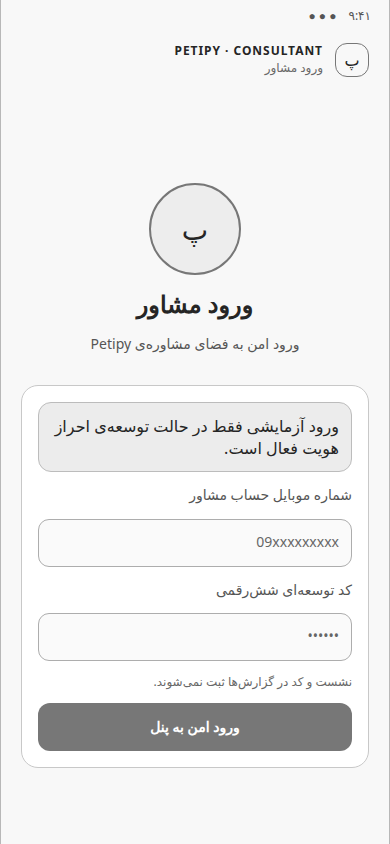 ۹:۴۱
PETIPY · CONSULTANT
پ
ورود مشاور
پ
ورود مشاور
ورود امن به فضای مشاوره‌ی Petipy
ورود آزمایشی فقط در حالت توسعه‌ی احراز
هویت فعال است.
شماره موبایل حساب مشاور
09xxxxxxxxx
کد توسعه‌ای شش‌رقمی
••••••
نشست و کد در گزارش‌ها ثبت نمی‌شوند.
ورود امن به پنل